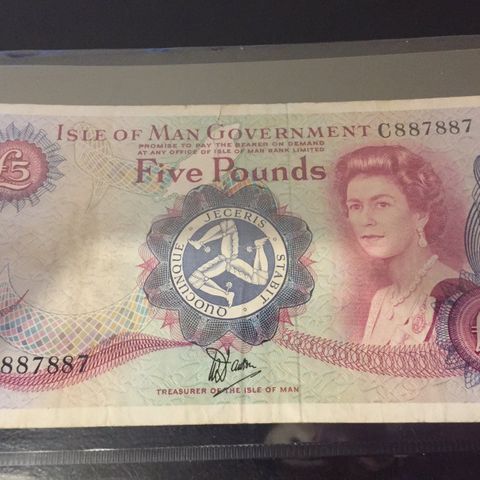 ISLE OF MAN GOVERNMENT C887887
PROMISE TO PAY THE BEARER ON DEMAND
AT ANY OFFICE OF ISLE OF MAN BANK LIMITED
£5
Five Pounds
QUOCUNQUE JECERIS STABIT
887887
TREASURER OF THE ISLE OF MAN
£